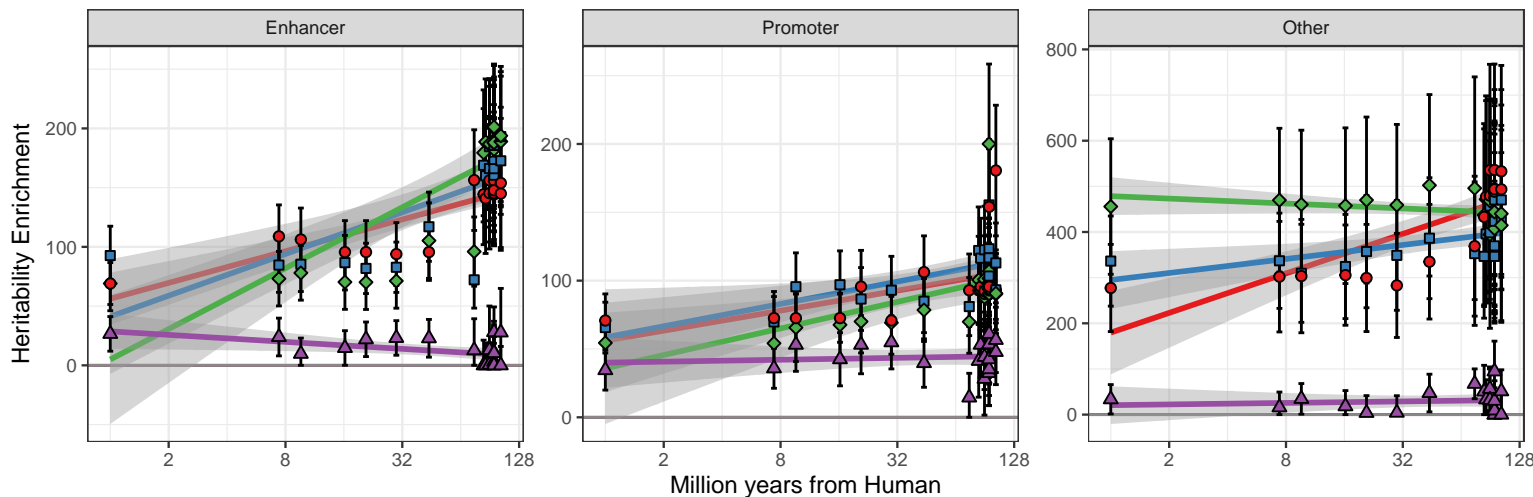 Enhancer
Promoter
Other
Heritability Enrichment
200
100
0
200
100
0
800
600
400
200
0
2 8 32 128
2 8 32 128
2 8 32 128
Million years from Human